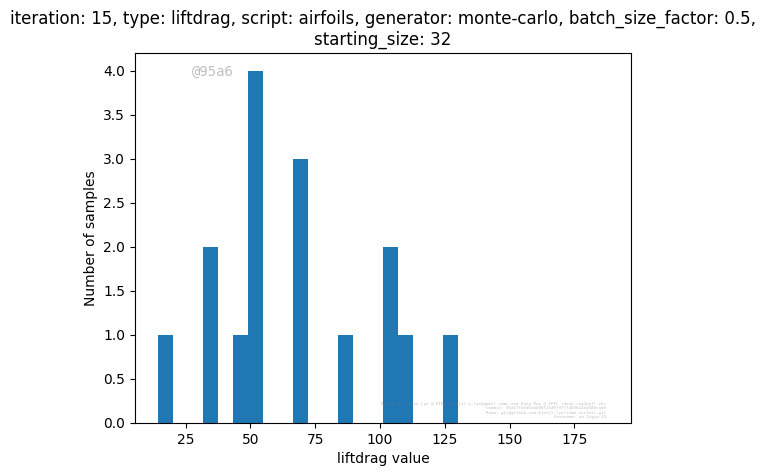 iteration: 15, type: liftdrag, script: airfoils, generator: monte-carlo, batch_size_factor: 0.5,
starting_size: 32
@95a6
4.0
3.5
3.0
2.5
2.0
1.5
1.0
0.5
0.0
Number of samples
25 50 75 100 125 150 175
liftdrag value